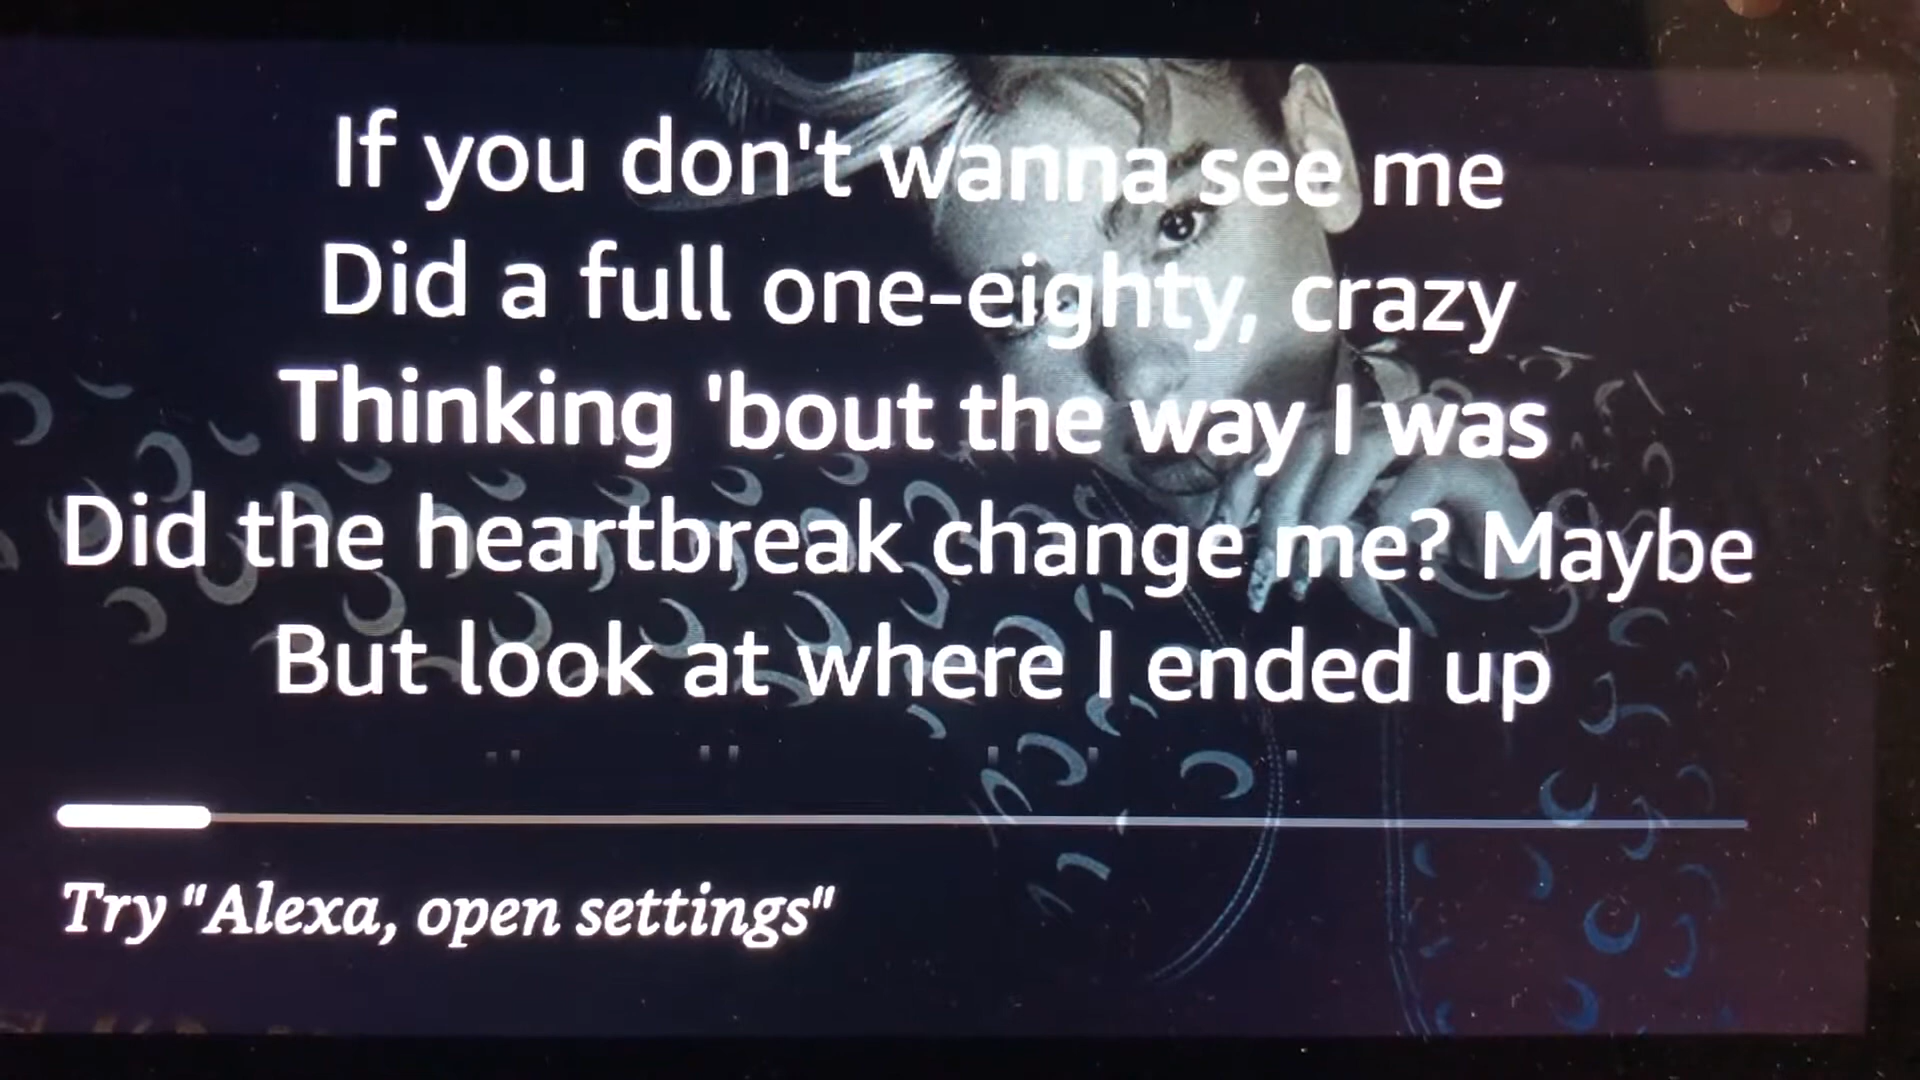 If you don't wanna see me
Did a full one-eighty, crazy
Thinking 'bout the way I was
Did the heartbreak change me? Maybe
But look at where I ended up
Try "Alexa, open settings"